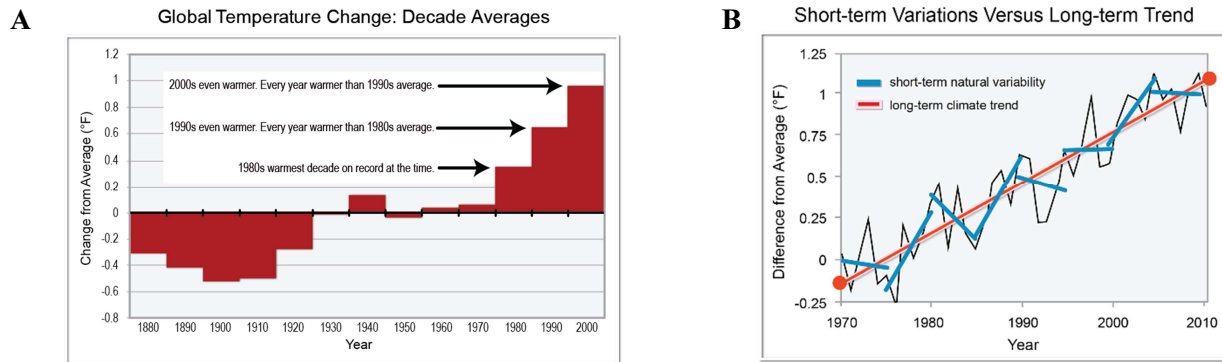 A
Global Temperature Change: Decade Averages
Change from Average (°F)
1.2
1
0.8
0.6
0.4
0.2
0
-0.2
-0.4
-0.6
-0.8
2000s even warmer. Every year warmer than 1990s average.
1990s even warmer. Every year warmer than 1980s average.
1980s warmest decade on record at the time.
1880 1890 1900 1910 1920 1930 1940 1950 1960 1970 1980 1990 2000
Year
B
Short-term Variations Versus Long-term Trend
Difference from Average (°F)
1.25
1
0.75
0.50
0.25
0
-0.25
short-term natural variability
long-term climate trend
1970 1980 1990 2000 2010
Year